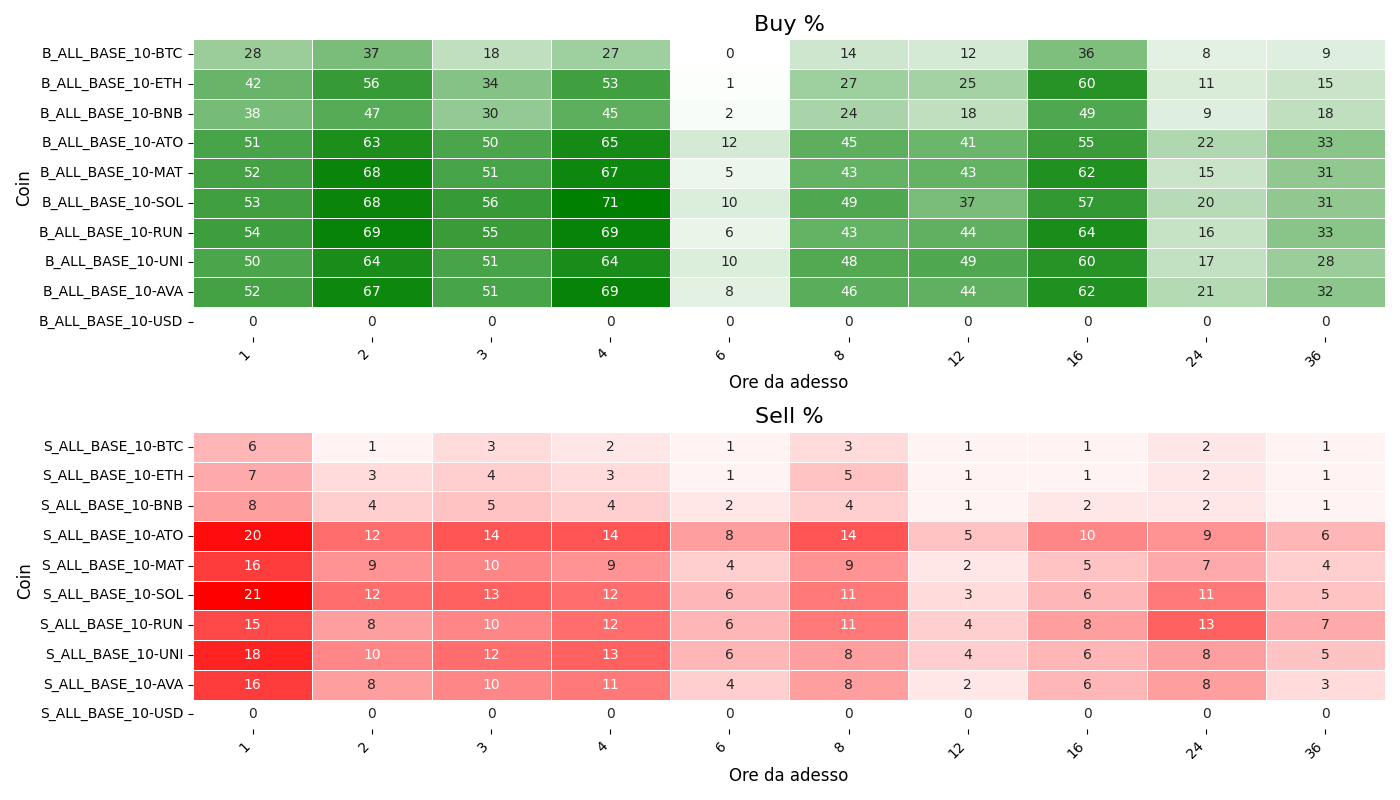 Buy %
Coin
B_ALL_BASE_10-BTC 28 37 18 27 0 14 12 36 8 9
B_ALL_BASE_10-ETH 42 56 34 53 1 27 25 60 11 15
B_ALL_BASE_10-BNB 38 47 30 45 2 24 18 49 9 18
B_ALL_BASE_10-ATO 51 63 50 65 12 45 41 55 22 33
B_ALL_BASE_10-MAT 52 68 51 67 5 43 43 62 15 31
B_ALL_BASE_10-SOL 53 68 56 71 10 49 37 57 20 31
B_ALL_BASE_10-RUN 54 69 55 69 6 43 44 64 16 33
B_ALL_BASE_10-UNI 50 64 51 64 10 48 49 60 17 28
B_ALL_BASE_10-AVA 52 67 51 69 8 46 44 62 21 32
B_ALL_BASE_10-USD 0 0 0 0 0 0 0 0 0 0
1 2 3 4 6 8 12 16 24 36
Ore da adesso
Sell %
Coin
S_ALL_BASE_10-BTC 6 1 3 2 1 3 1 1 2 1
S_ALL_BASE_10-ETH 7 3 4 3 1 5 1 1 2 1
S_ALL_BASE_10-BNB 8 4 5 4 2 4 1 2 2 1
S_ALL_BASE_10-ATO 20 12 14 14 8 14 5 10 9 6
S_ALL_BASE_10-MAT 16 9 10 9 4 9 2 5 7 4
S_ALL_BASE_10-SOL 21 12 13 12 6 11 3 6 11 5
S_ALL_BASE_10-RUN 15 8 10 12 6 11 4 8 13 7
S_ALL_BASE_10-UNI 18 10 12 13 6 8 4 6 8 5
S_ALL_BASE_10-AVA 16 8 10 11 4 8 2 6 8 3
S_ALL_BASE_10-USD 0 0 0 0 0 0 0 0 0 0
1 2 3 4 6 8 12 16 24 36
Ore da adesso